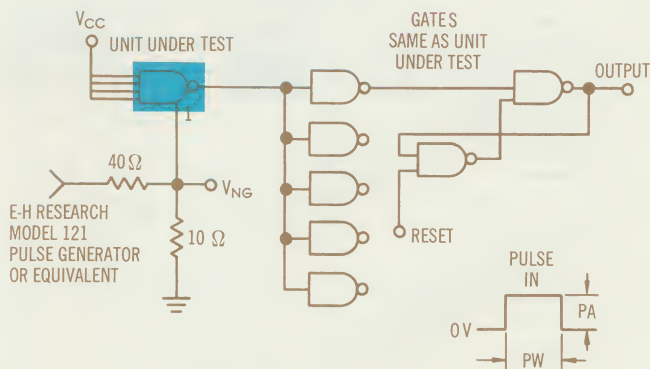 VCC
UNIT UNDER TEST
1
GATES
SAME AS UNIT
UNDER TEST
OUTPUT
40 Ω
VNG
E-H RESEARCH
MODEL 121
PULSE GENERATOR
OR EQUIVALENT
10 Ω
RESET
PULSE
IN
PA
0 V
PW